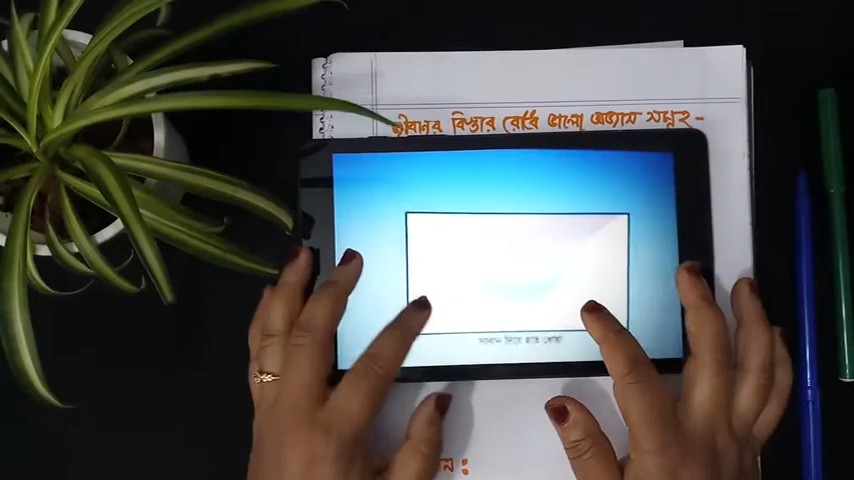 জীবাণুর বিস্তার রোধে ভালো অভ্যাস সমূহ -
সাবান দিয়ে হাত ধোয়া